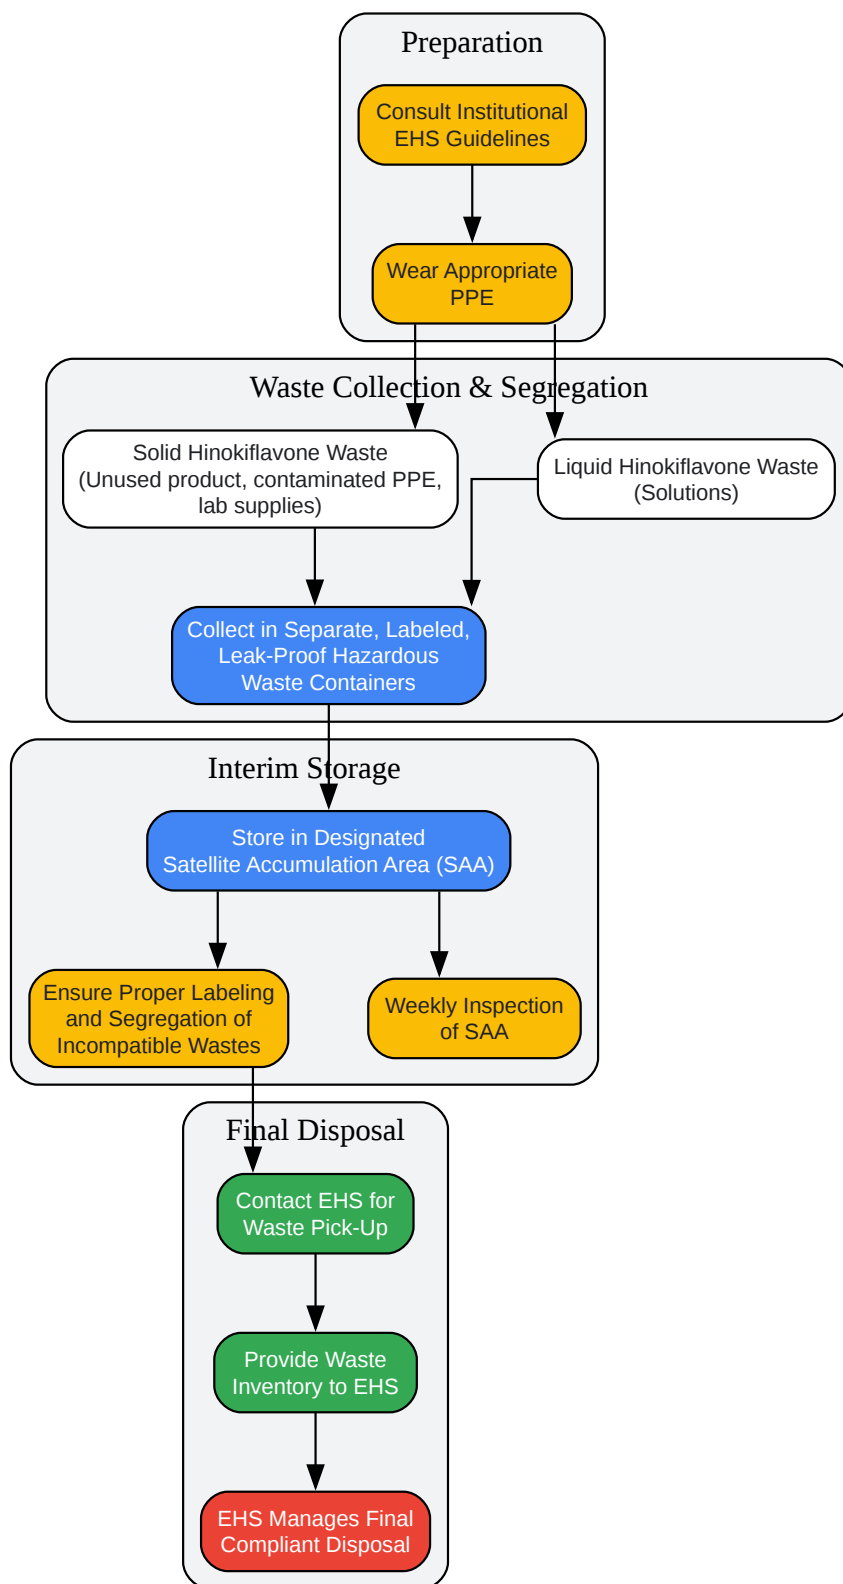 Preparation
Consult Institutional
EHS Guidelines
Wear Appropriate
PPE
Waste Collection & Segregation
Solid Hinokiflavone Waste
(Unused product, contaminated PPE,
lab supplies)
Liquid Hinokiflavone Waste
(Solutions)
Collect in Separate, Labeled,
Leak-Proof Hazardous
Waste Containers
Interim Storage
Store in Designated
Satellite Accumulation Area (SAA)
Ensure Proper Labeling
and Segregation of
Incompatible Wastes
Weekly Inspection
of SAA
Final Disposal
Contact EHS for
Waste Pick-Up
Provide Waste
Inventory to EHS
EHS Manages Final
Compliant Disposal